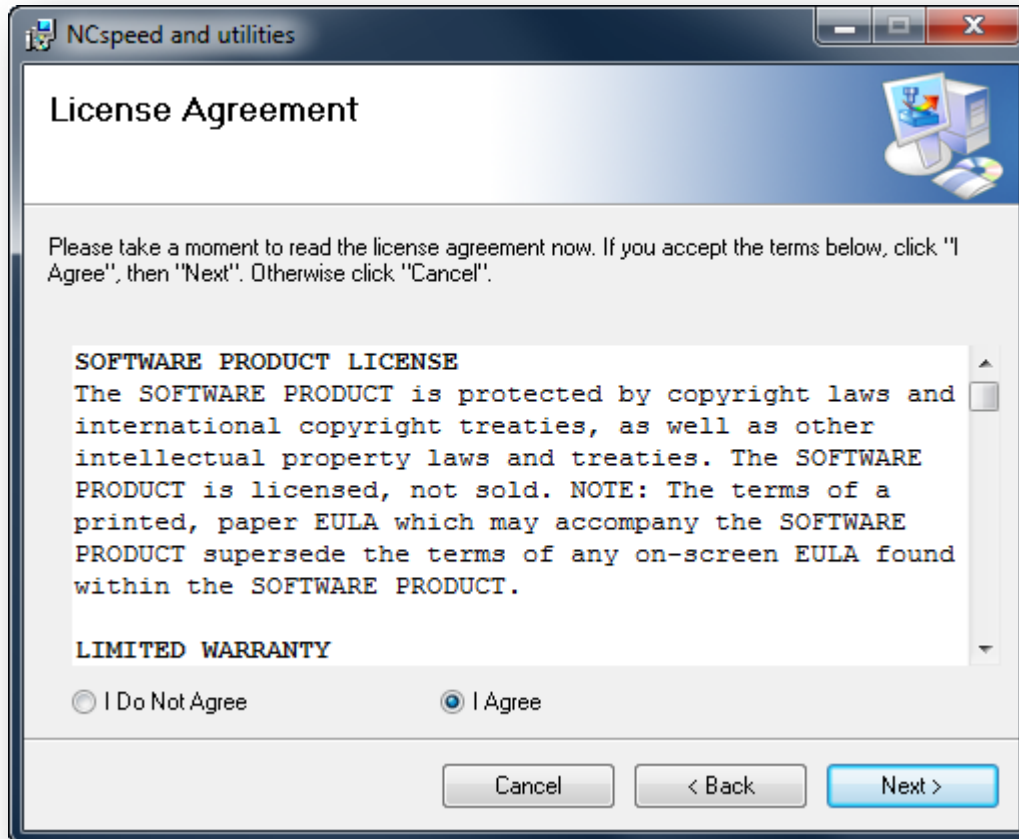 NCspeed and utilities
License Agreement
Please take a moment to read the license agreement now. If you accept the terms below, click "I
Agree", then "Next". Otherwise click "Cancel".
SOFTWARE PRODUCT LICENSE
The SOFTWARE PRODUCT is protected by copyright laws and
international copyright treaties, as well as other
intellectual property laws and treaties. The SOFTWARE
PRODUCT is licensed, not sold. NOTE: The terms of a
printed, paper EULA which may accompany the SOFTWARE
PRODUCT supersede the terms of any on-screen EULA found
within the SOFTWARE PRODUCT.
LIMITED WARRANTY
I Do Not Agree
I Agree
Cancel
< Back
Next >